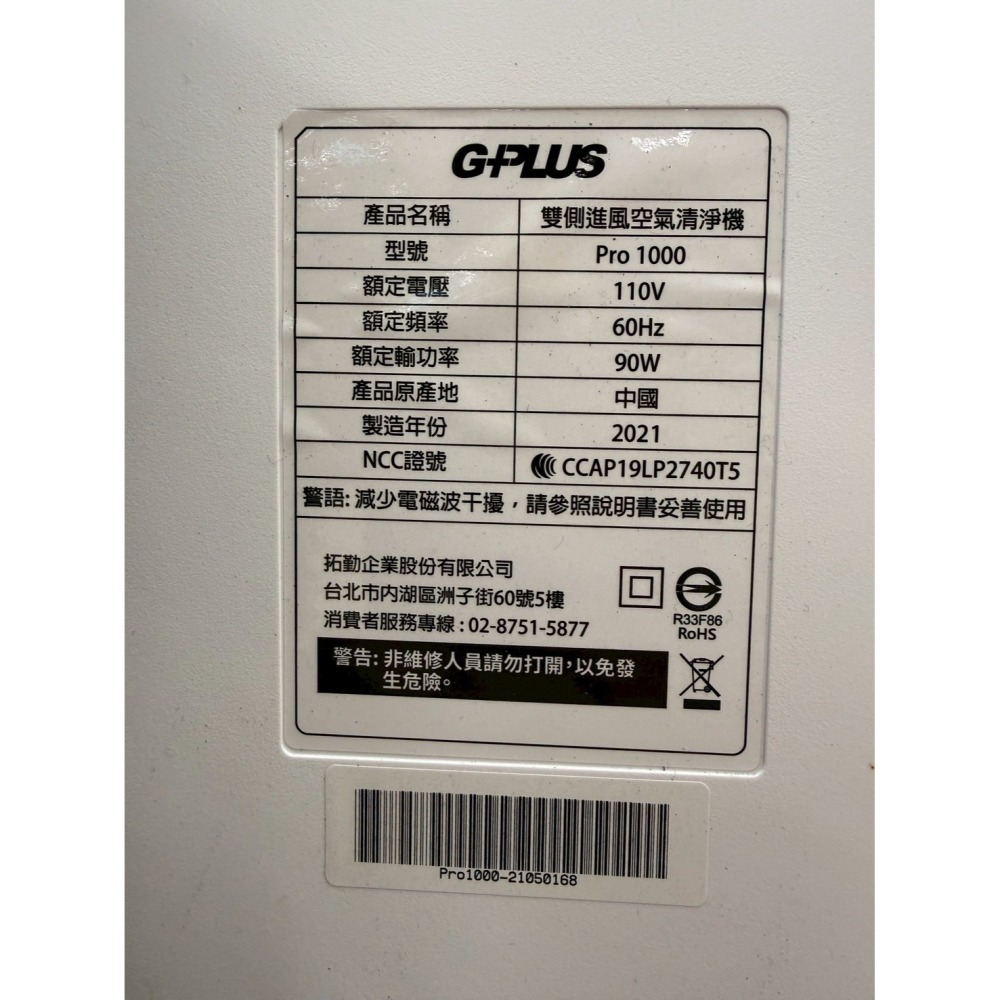 G-PLUS
產品名稱 雙側進風空氣清淨機
型號 Pro 1000
額定電壓 110V
額定頻率 60Hz
額定輸功率 90W
產品原產地 中國
製造年份 2021
NCC證號 CCAP19LP2740T5
警語: 減少電磁波干擾,請參照說明書妥善使用
拓勤企業股份有限公司
台北市內湖區洲子街60號5樓
消費者服務專線 : 02-8751-5877
R33F86
RoHS
警告: 非維修人員請勿打開,以免發
生危險。
Pro1000-21050168